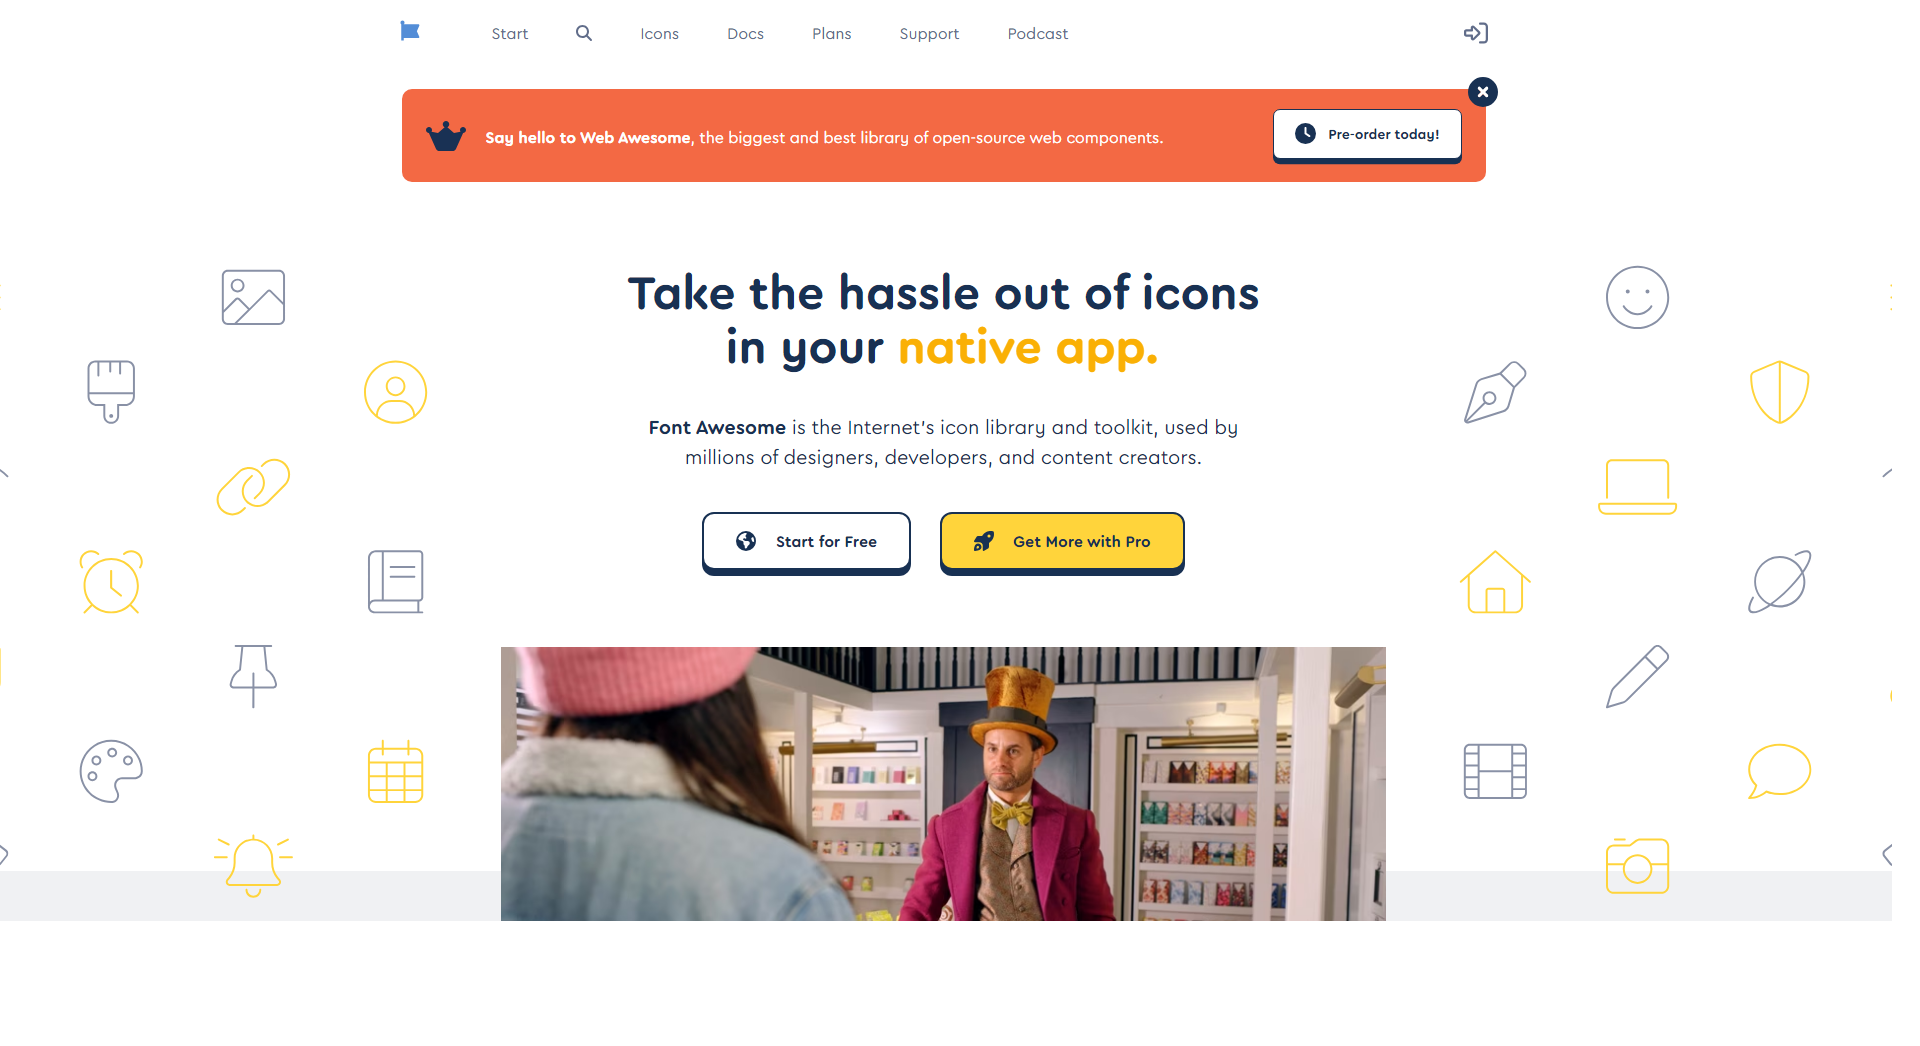 Start Icons Docs Plans Support Podcast
Say hello to Web Awesome, the biggest and best library of open-source web components.
Pre-order today!
Take the hassle out of icons
in your native app.
Font Awesome is the Internet's icon library and toolkit, used by
millions of designers, developers, and content creators.
Start for Free
Get More with Pro